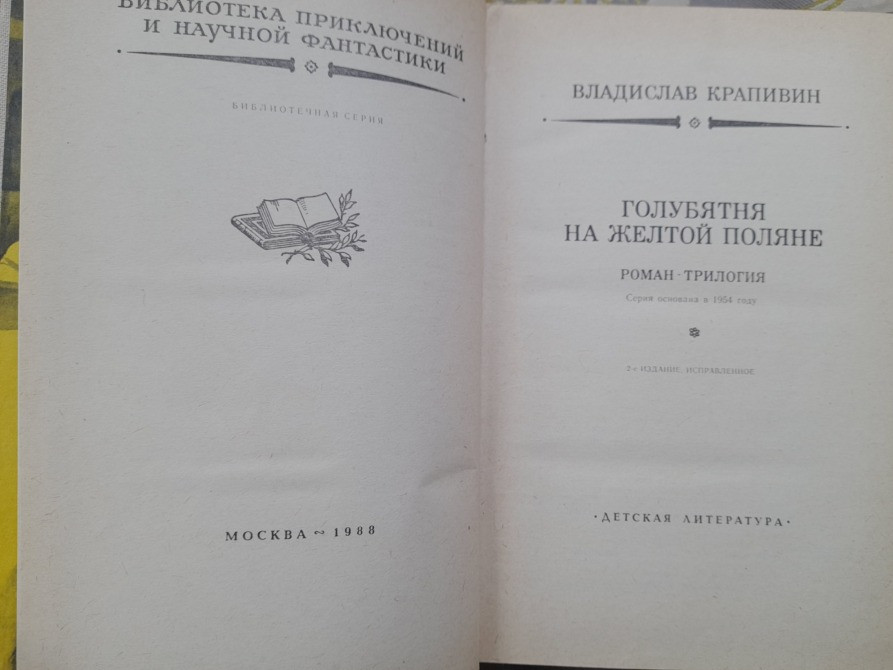 БИБЛИОТЕКА ПРИКЛЮЧЕНИЙ
И НАУЧНОЙ ФАНТАСТИКИ
БИБЛИОТЕЧНАЯ СЕРИЯ
МОСКВА ~ 1988
ВЛАДИСЛАВ КРАПИВИН
ГОЛУБЯТНЯ
НА ЖЕЛТОЙ ПОЛЯНЕ
РОМАН · ТРИЛОГИЯ
Серия основана в 1954 году
2-е ИЗДАНИЕ, ИСПРАВЛЕННОЕ
· ДЕТСКАЯ ЛИТЕРАТУРА ·